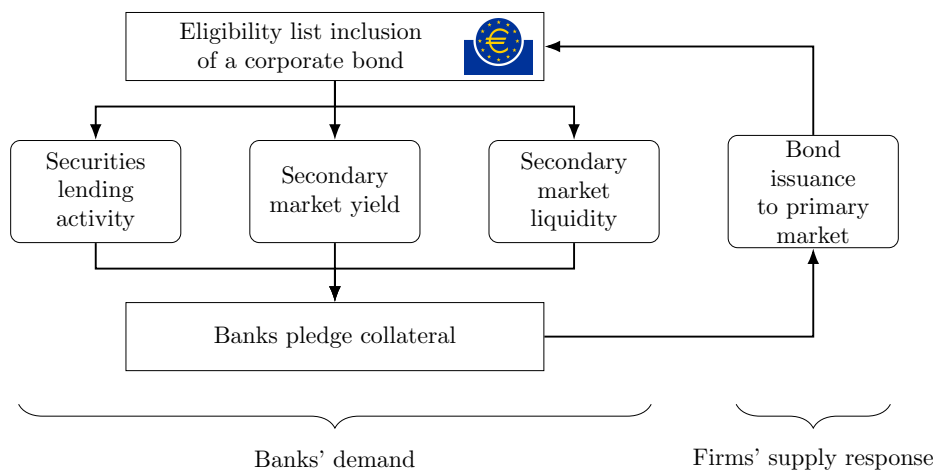 Eligibility list inclusion
of a corporate bond
€
Securities
lending
activity
Secondary
market yield
Secondary
market
liquidity
Bond
issuance
to primary
market
Banks pledge collateral
Banks' demand
Firms' supply response